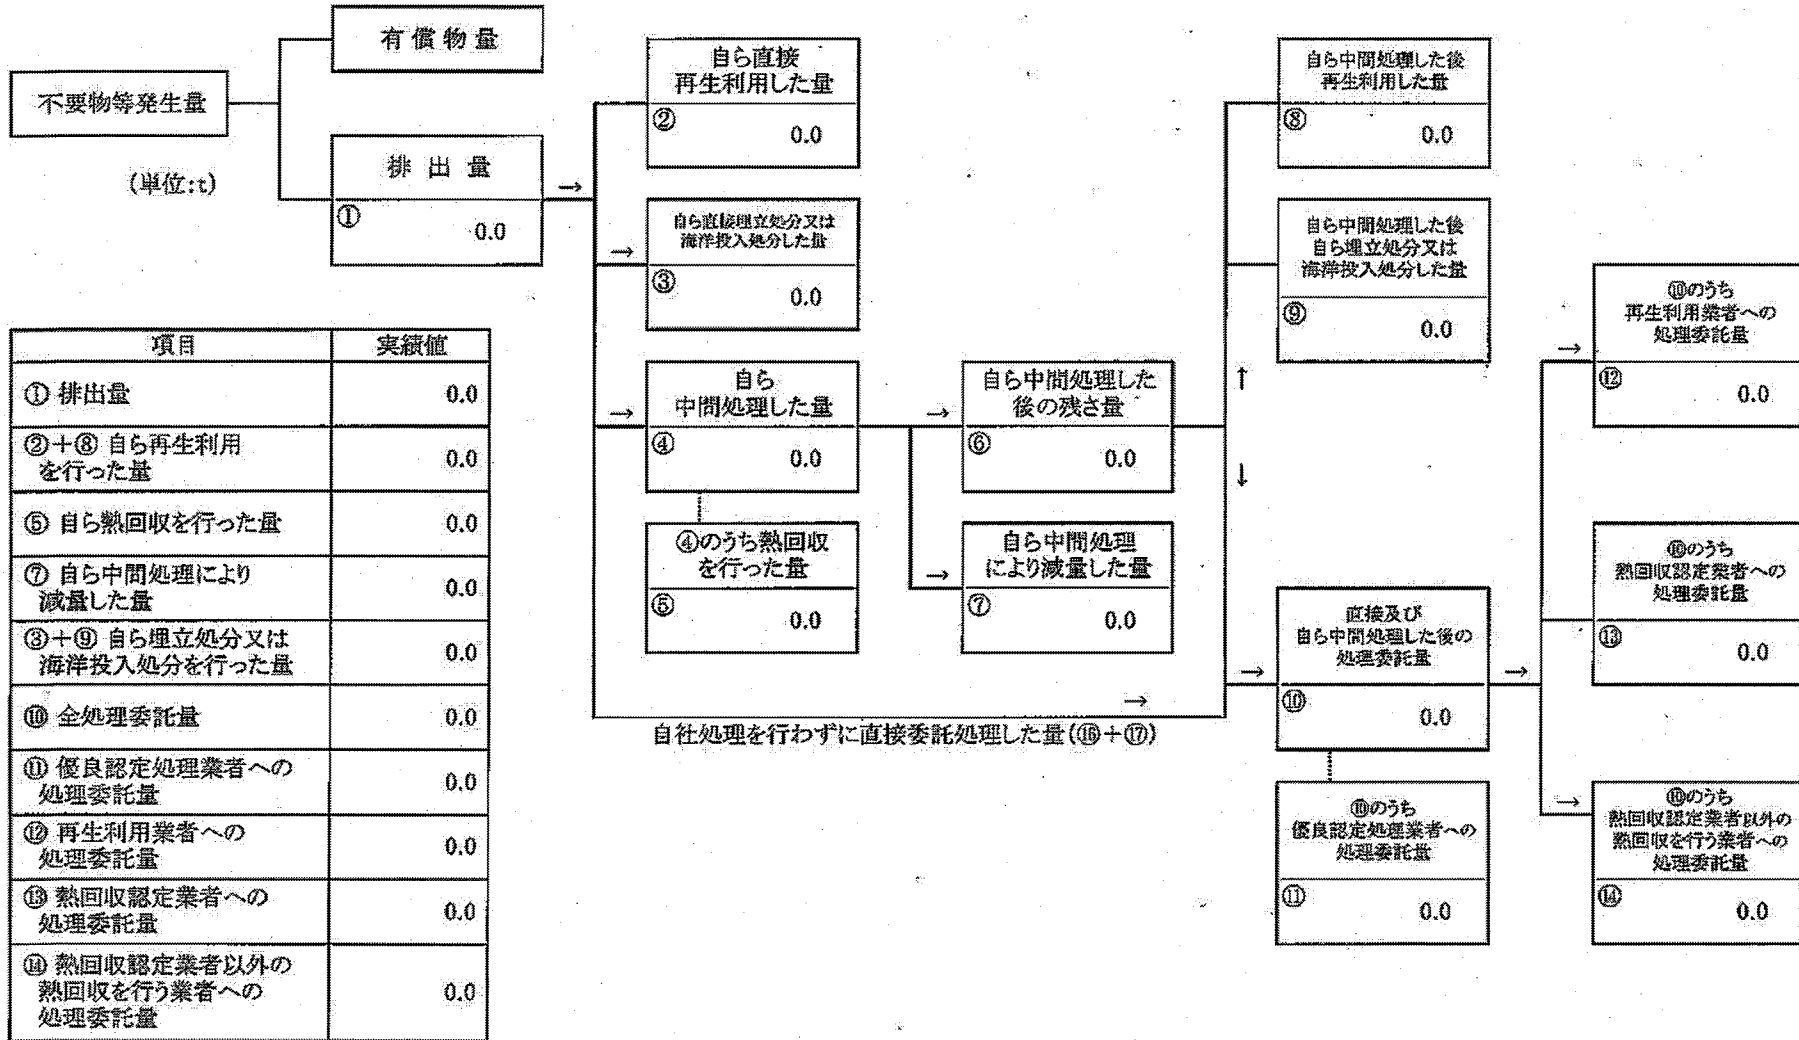 有償物量
不要物等発生量
(単位:t)
排出量
① 0.0
→
自ら直接
再生利用した量
② 0.0
→
自ら直接埋立処分又は
海洋投入処分した量
③ 0.0
→
自ら
中間処理した量
④ 0.0
④のうち熱回収
を行った量
⑤ 0.0
→
自ら中間処理した
後の残さ量
⑥ 0.0
→
自ら中間処理
により減量した量
⑦ 0.0
→
自社処理を行わずに直接委託処理した量(⑯+⑰)
自ら中間処理した後
再生利用した量
⑧ 0.0
自ら中間処理した後
自ら埋立処分又は
海洋投入処分した量
⑨ 0.0
↑
↓
→
直接及び
自ら中間処理した後の
処理委託量
⑩ 0.0
⑩のうち
優良認定処理業者への
処理委託量
⑪ 0.0
→
→
⑩のうち
再生利用業者への
処理委託量
⑫ 0.0
⑩のうち
熱回収認定業者への
処理委託量
⑬ 0.0
→
⑩のうち
熱回収認定業者以外の
熱回収を行う業者への
処理委託量
⑭ 0.0
項目 実績値
① 排出量 0.0
②+⑧ 自ら再生利用
を行った量 0.0
⑤ 自ら熱回収を行った量 0.0
⑦ 自ら中間処理により
減量した量 0.0
③+⑨ 自ら埋立処分又は
海洋投入処分を行った量 0.0
⑩ 全処理委託量 0.0
⑪ 優良認定処理業者への
処理委託量 0.0
⑫ 再生利用業者への
処理委託量 0.0
⑬ 熱回収認定業者への
処理委託量 0.0
⑭ 熱回収認定業者以外の
熱回収を行う業者への
処理委託量 0.0